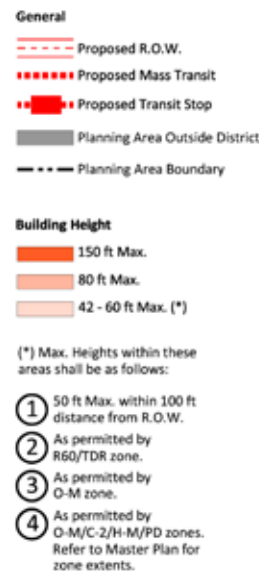 General
Proposed R.O.W.
Proposed Mass Transit
Proposed Transit Stop
Planning Area Outside District
Planning Area Boundary
Building Height
150 ft Max.
80 ft Max.
42 - 60 ft Max. (*)
(*) Max. Heights within these
areas shall be as follows:
1 50 ft Max. within 100 ft
distance from R.O.W.
2 As permitted by
R60/TDR zone.
3 As permitted by
O-M zone.
4 As permitted by
O-M/C-2/H-M/PD zones.
Refer to Master Plan for
zone extents.